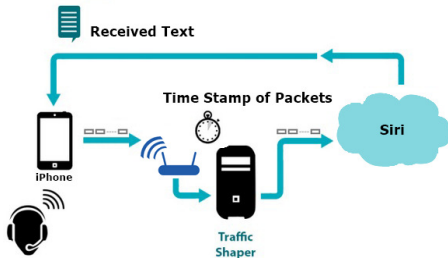 Received Text
Time Stamp of Packets
Siri
iPhone
Traffic
Shaper